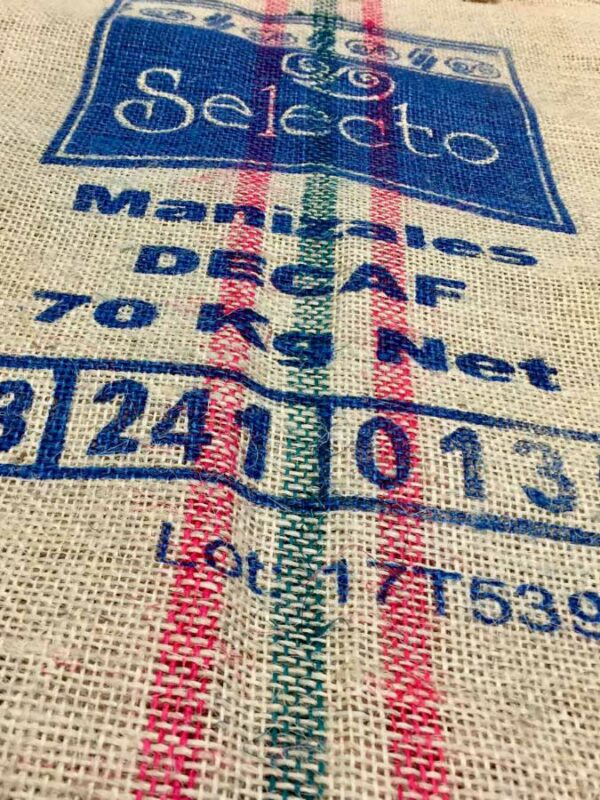 Selecto
Manizales
DECAF
70 Kg Net
3 241 013
Lot: 17T539